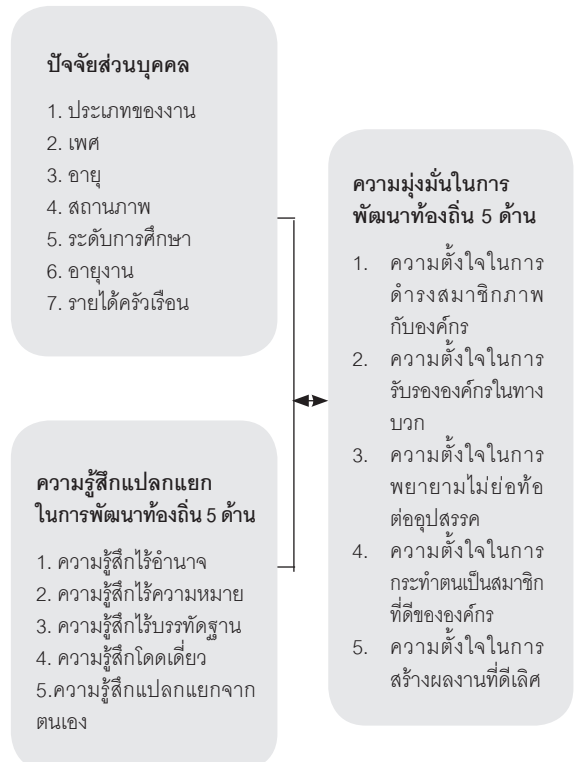 ปัจจัยส่วนบุคคล
1. ประเภทของงาน
2. เพศ
3. อายุ
4. สถานภาพ
5. ระดับการศึกษา
6. อายุงาน
7. รายได้ครัวเรือน
ความรู้สึกแปลกแยก
ในการพัฒนาท้องถิ่น 5 ด้าน
1. ความรู้สึกไร้อำนาจ
2. ความรู้สึกไร้ความหมาย
3. ความรู้สึกไร้บรรทัดฐาน
4. ความรู้สึกโดดเดี่ยว
5.ความรู้สึกแปลกแยกจาก
ตนเอง
ความมุ่งมั่นในการ
พัฒนาท้องถิ่น 5 ด้าน
1. ความตั้งใจในการ
ดำรงสมาชิกภาพ
กับองค์กร
2. ความตั้งใจในการ
รับรององค์กรในทาง
บวก
3. ความตั้งใจในการ
พยายามไม่ย่อท้อ
ต่ออุปสรรค
4. ความตั้งใจในการ
กระทำตนเป็นสมาชิก
ที่ดีขององค์กร
5. ความตั้งใจในการ
สร้างผลงานที่ดีเลิศ